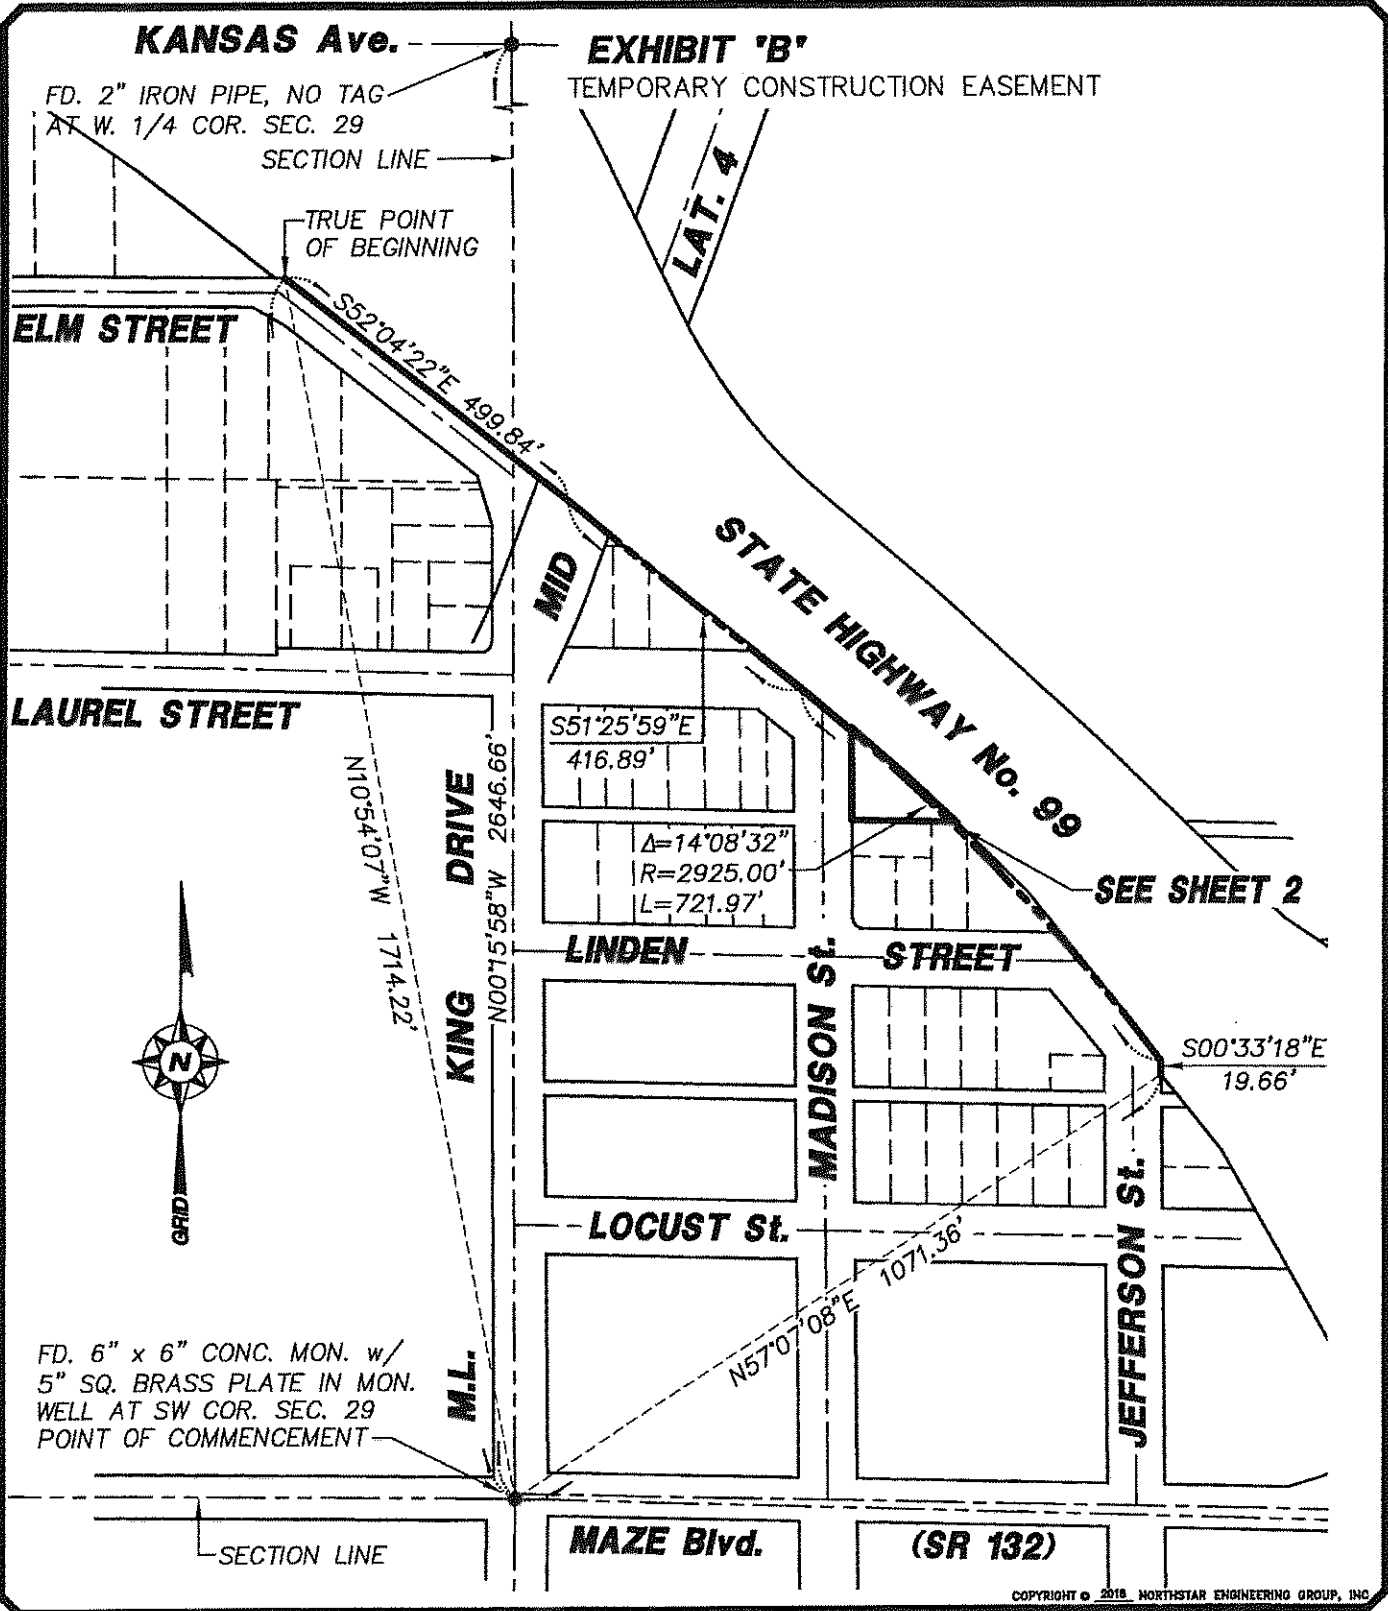 KANSAS Ave.
EXHIBIT "B"
TEMPORARY CONSTRUCTION EASEMENT
FD. 2" IRON PIPE, NO TAG
AT W. 1/4 COR. SEC. 29
SECTION LINE
LAT. 4
TRUE POINT
OF BEGINNING
ELM STREET
S52°04'22"E 499.84'
STATE HIGHWAY No. 99
MID
LAUREL STREET
S51°25'59"E
416.89'
N10°54'07"W 1714.22'
M.L. KING DRIVE
N00°15'58"W 2646.66'
Δ=14°08'32"
R=2925.00'
L=721.97'
SEE SHEET 2
LINDEN STREET
MADISON St.
S00°33'18"E
19.66'
N
GRID
LOCUST St.
N57°07'08"E 1071.36'
JEFFERSON St.
FD. 6" x 6" CONC. MON. w/
5" SQ. BRASS PLATE IN MON.
WELL AT SW COR. SEC. 29
POINT OF COMMENCEMENT
SECTION LINE
MAZE Blvd. (SR 132)
COPYRIGHT © 2018 NORTHSTAR ENGINEERING GROUP, INC